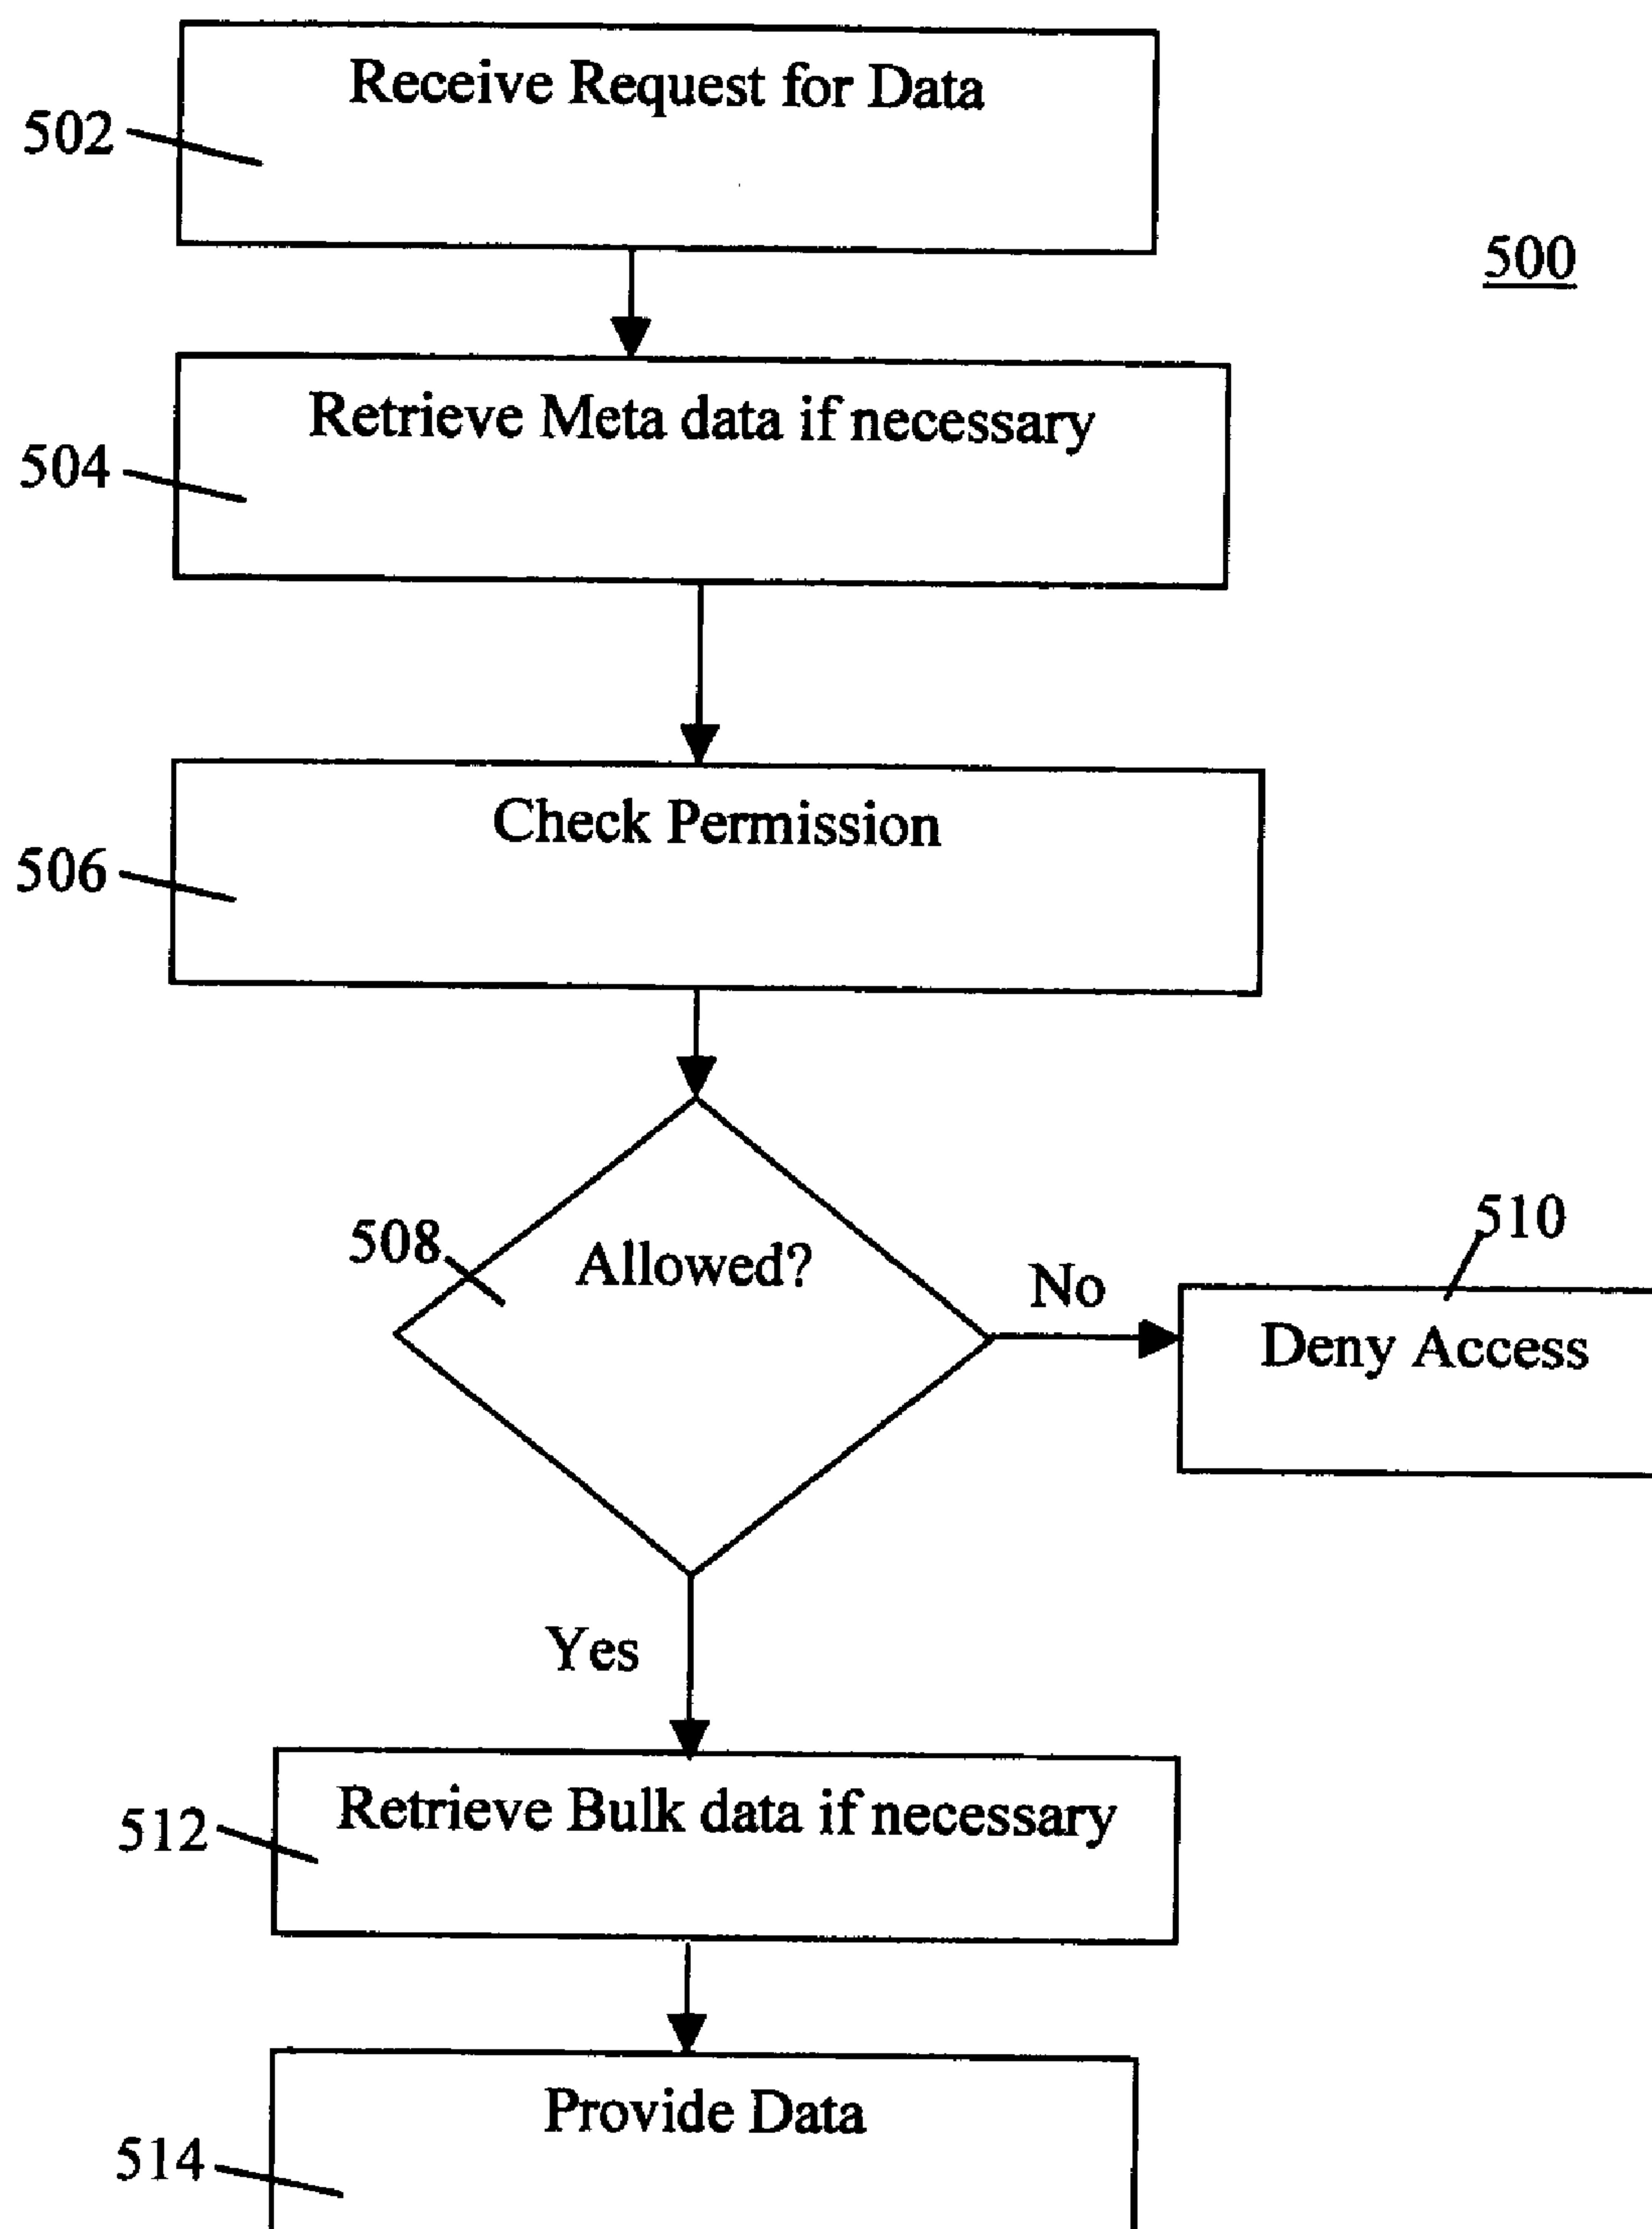 Receive Request for Data
502
500
Retrieve Meta data if necessary
504
Check Permission
506
508
Allowed?
No
510
Deny Access
Yes
Retrieve Bulk data if necessary
512
Provide Data
514